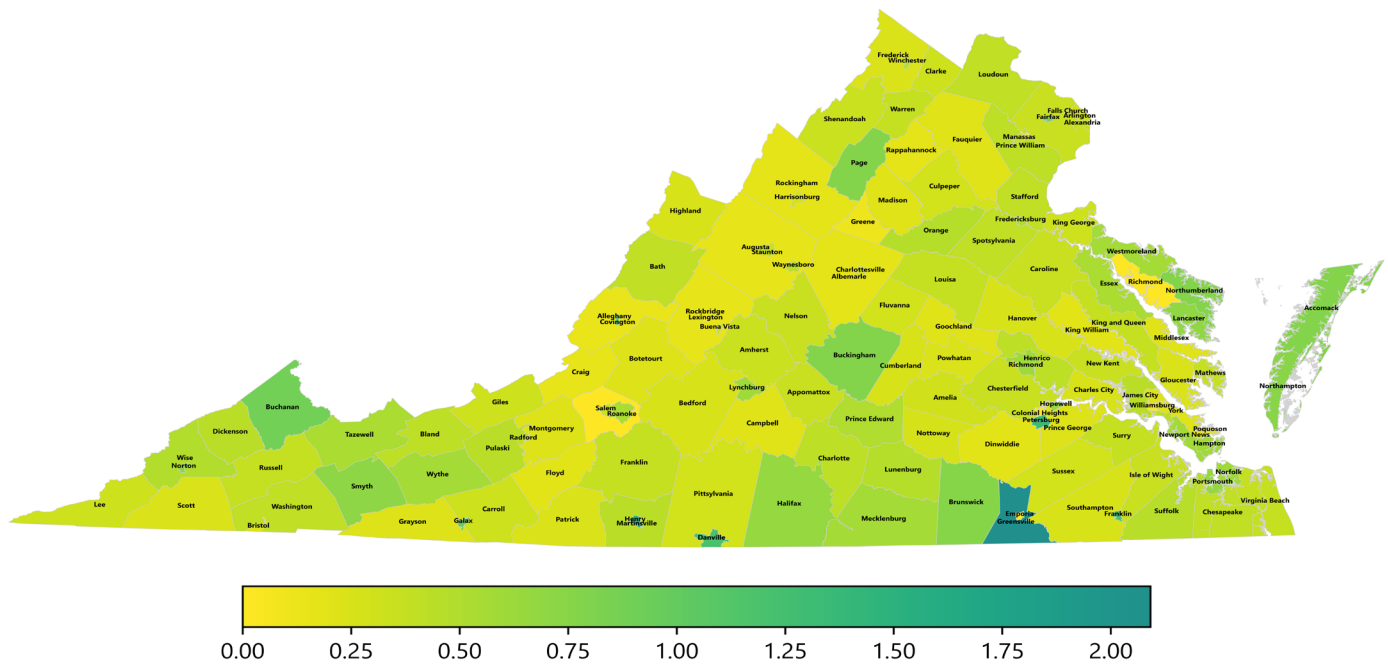 Frederick
Winchester
Clarke
Loudoun
Falls Church
Fairfax
Arlington
Alexandria
Warren
Shenandoah
Fauquier
Manassas
Prince William
Rappahannock
Page
Rockingham
Harrisonburg
Culpeper
Madison
Stafford
Highland
Greene
Fredericksburg
King George
Orange
Spotsylvania
Augusta
Staunton
Waynesboro
Westmoreland
Bath
Charlottesville
Albemarle
Caroline
Louisa
Essex
Richmond
Northumberland
Fluvanna
Accomack
Rockbridge
Lexington
Buena Vista
Nelson
Alleghany
Covington
Goochland
Hanover
King and Queen
King William
Lancaster
Middlesex
Amherst
Buckingham
Cumberland
Powhatan
Henrico
Richmond
New Kent
Botetourt
Craig
Mathews
Gloucester
Northampton
Lynchburg
Appomattox
Chesterfield
Charles City
James City
Amelia
Bedford
Giles
Buchanan
Salem
Roanoke
Hopewell
Williamsburg
York
Colonial Heights
Petersburg
Prince George
Prince Edward
Campbell
Montgomery
Radford
Poquoson
Newport News
Hampton
Surry
Nottoway
Dinwiddie
Dickenson
Tazewell
Bland
Pulaski
Wise
Norton
Russell
Wythe
Floyd
Franklin
Charlotte
Lunenburg
Sussex
Isle of Wight
Norfolk
Portsmouth
Smyth
Pittsylvania
Halifax
Brunswick
Virginia Beach
Lee
Scott
Washington
Carroll
Southampton
Franklin
Suffolk
Chesapeake
Emporia
Greensville
Bristol
Grayson
Galax
Patrick
Henry
Martinsville
Mecklenburg
Danville
0.00 0.25 0.50 0.75 1.00 1.25 1.50 1.75 2.00